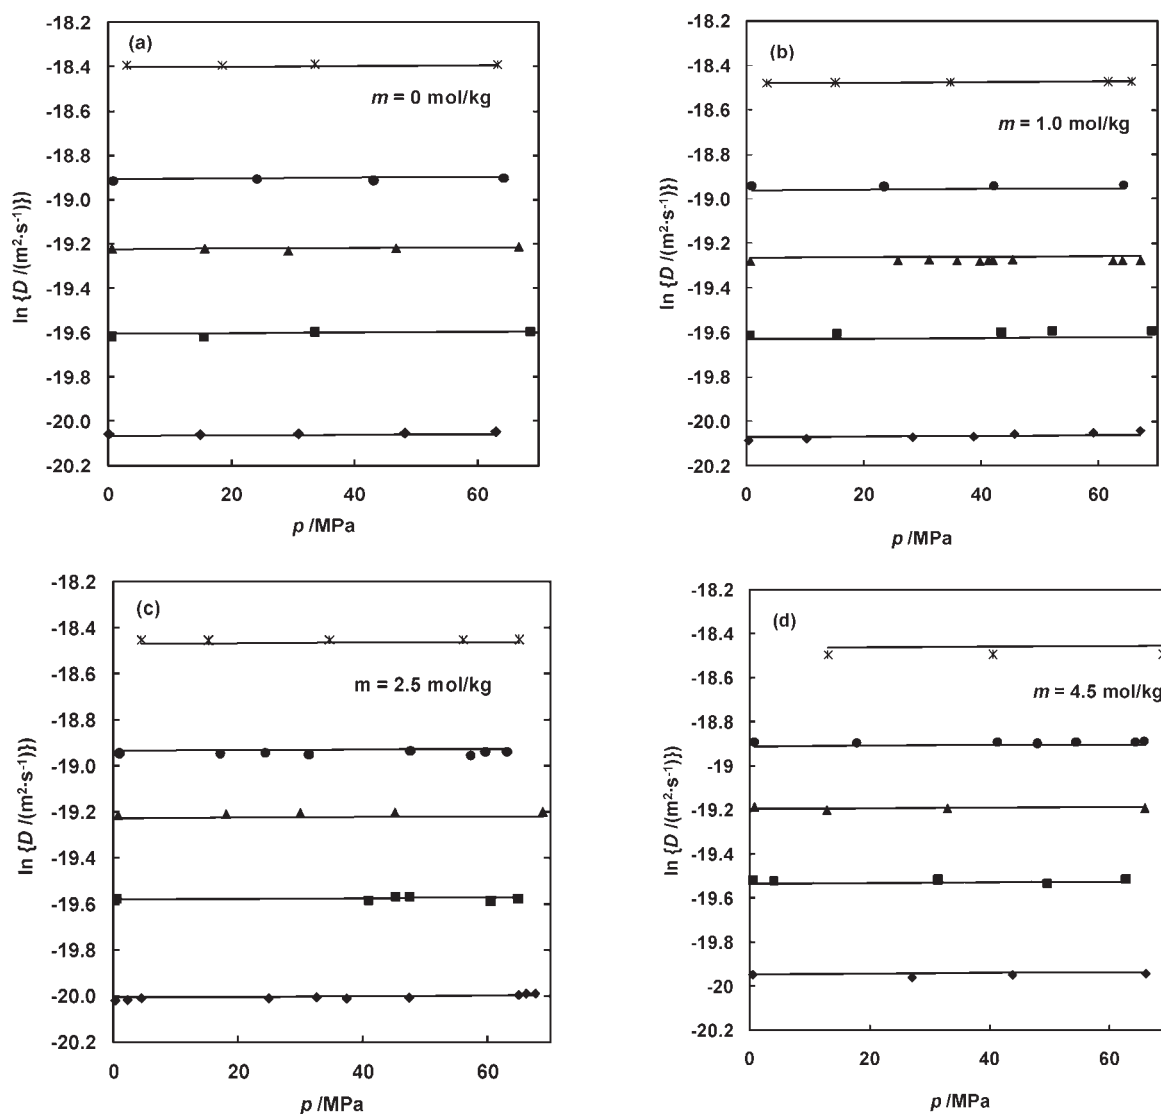 (a)
m = 0 mol/kg
ln {D /(m²·s⁻¹)})
-18.2
-18.4
-18.6
-18.8
-19.0
-19.2
-19.4
-19.6
-19.8
-20.0
-20.2
0 20 40 60
p /MPa
(b)
m = 1.0 mol/kg
ln {D /(m²·s⁻¹)})
-18.2
-18.4
-18.6
-18.8
-19.0
-19.2
-19.4
-19.6
-19.8
-20.0
-20.2
0 20 40 60
p /MPa
(c)
m = 2.5 mol/kg
ln {D /(m²·s⁻¹)})
-18.2
-18.4
-18.6
-18.8
-19.0
-19.2
-19.4
-19.6
-19.8
-20.0
-20.2
0 20 40 60
p /MPa
(d)
m = 4.5 mol/kg
ln {D /(m²·s⁻¹)})
-18.2
-18.4
-18.6
-18.8
-19
-19.2
-19.4
-19.6
-19.8
-20
-20.2
0 20 40 60
p /MPa